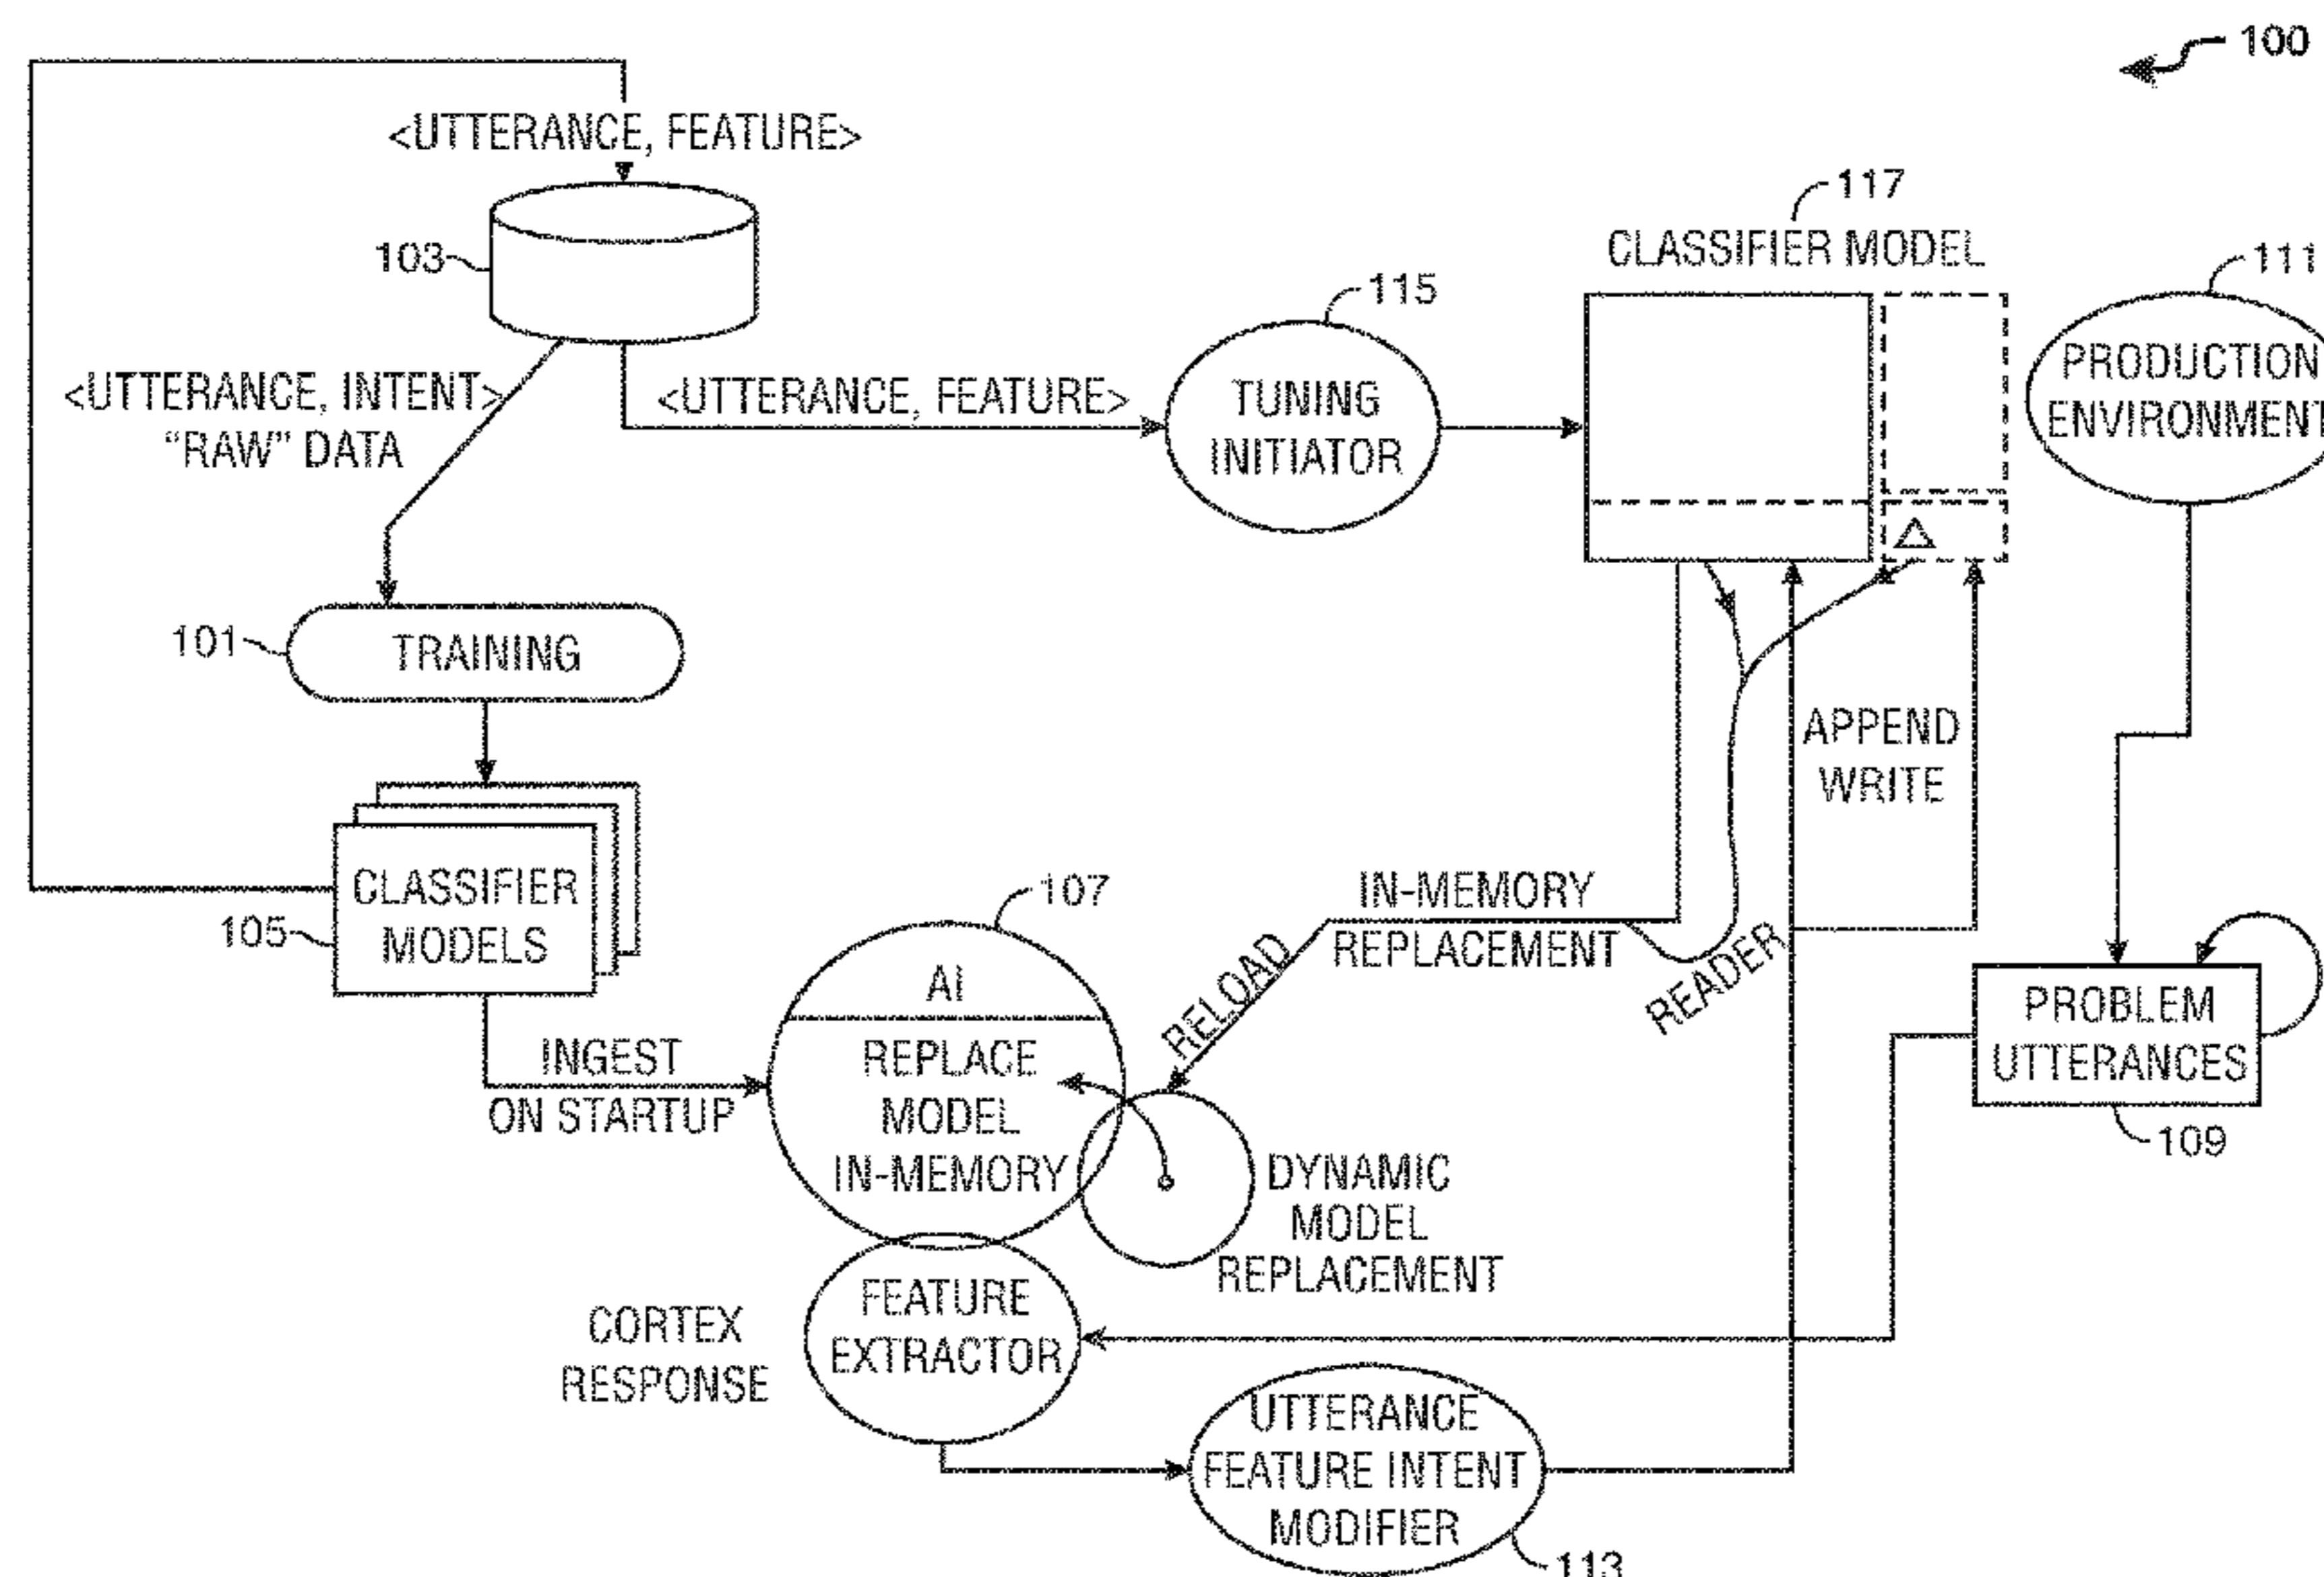 100
<UTTERANCE, FEATURE>
103
<UTTERANCE, INTENT>
"RAW" DATA
<UTTERANCE, FEATURE>
115
TUNING
INITIATOR
117
CLASSIFIER MODEL
Δ
111
PRODUCTION
ENVIRONMENT
101
TRAINING
APPEND
WRITE
105
CLASSIFIER
MODELS
INGEST
ON STARTUP
107
AI
REPLACE
MODEL
IN-MEMORY
IN-MEMORY
REPLACEMENT
RELOAD
READER
DYNAMIC
MODEL
REPLACEMENT
PROBLEM
UTTERANCES
109
CORTEX
RESPONSE
FEATURE
EXTRACTOR
UTTERANCE
FEATURE INTENT
MODIFIER
113